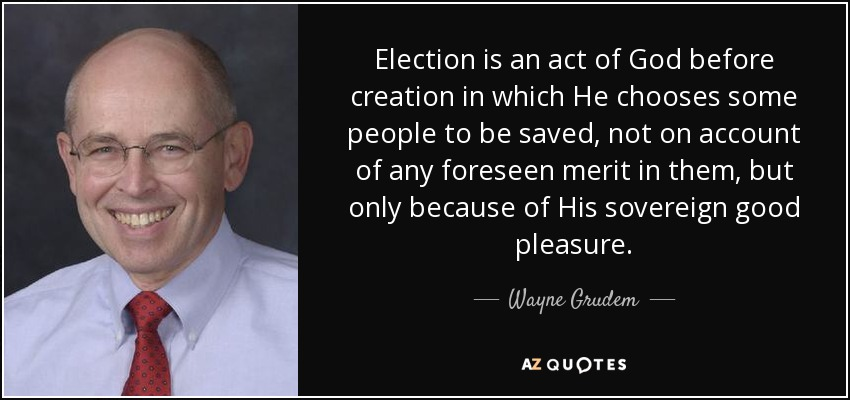 Election is an act of God before
creation in which He chooses some
people to be saved, not on account
of any foreseen merit in them, but
only because of His sovereign good
pleasure.
Wayne Grudem
AZ QUOTES